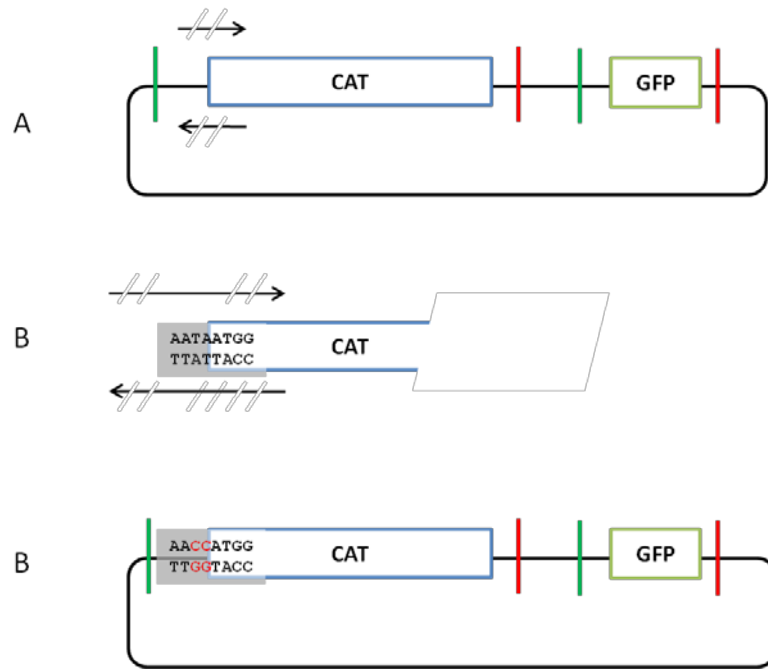 A
CAT
GFP
B
AATAATGG
TTATTACC
CAT
B
AACCATGG
TTGGTACC
CAT
GFP